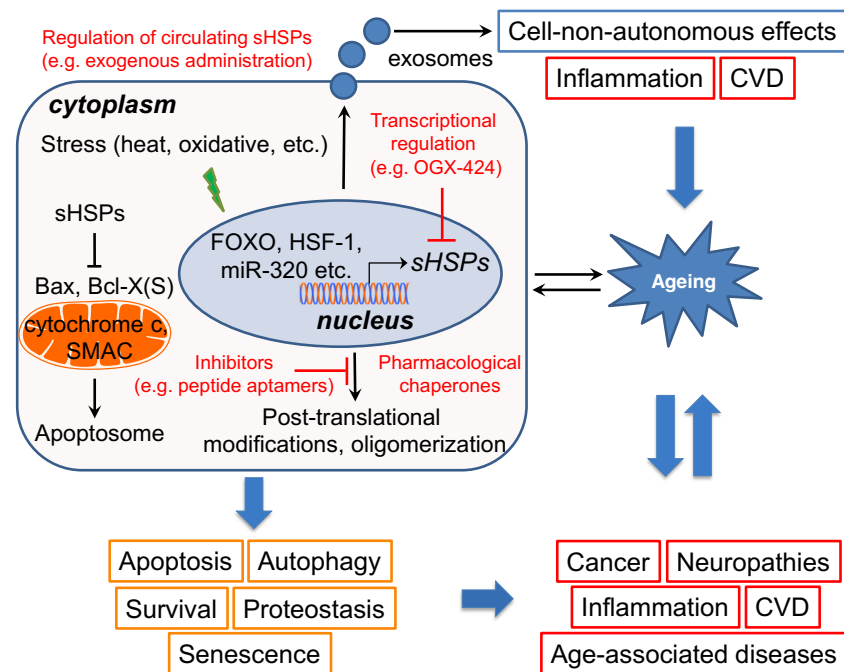 Regulation of circulating sHSPs
(e.g. exogenous administration)
exosomes
Cell-non-autonomous effects
Inflammation
CVD
cytoplasm
Stress (heat, oxidative, etc.)
Transcriptional
regulation
(e.g. OGX-424)
sHSPs
Bax, Bcl-X(S)
cytochrome c,
SMAC
Apoptosome
FOXO, HSF-1,
miR-320 etc.
sHSPs
nucleus
Inhibitors
(e.g. peptide aptamers)
Pharmacological
chaperones
Post-translational
modifications, oligomerization
Ageing
Apoptosis
Autophagy
Survival
Proteostasis
Senescence
Cancer
Neuropathies
Inflammation
CVD
Age-associated diseases